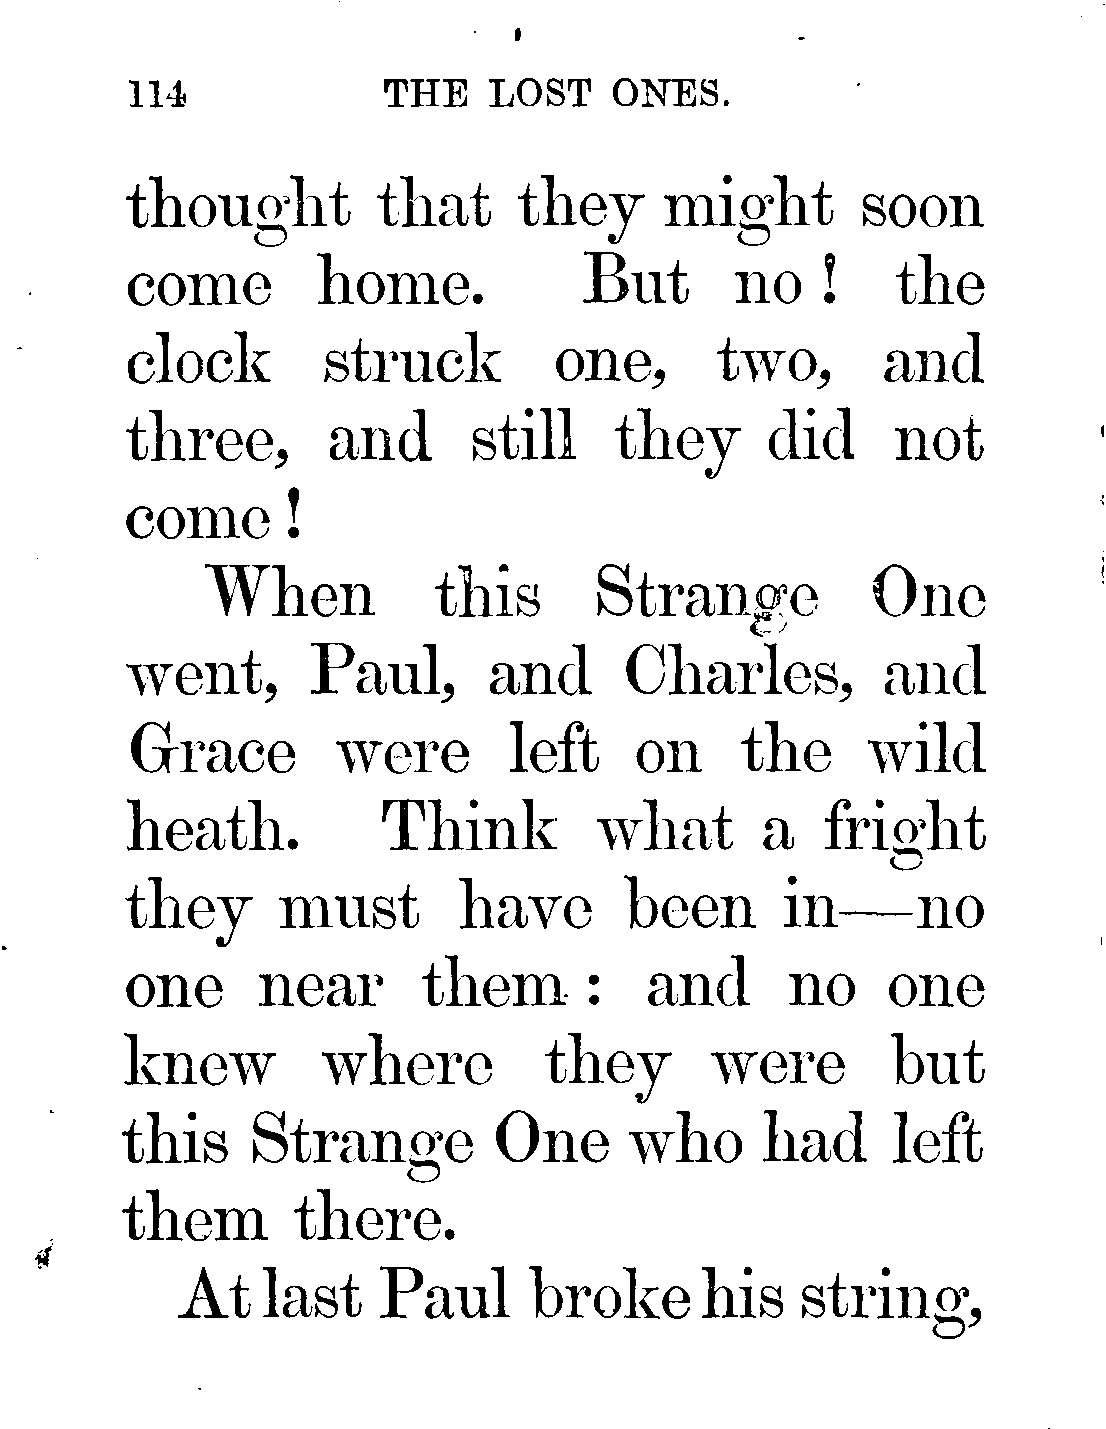 114 THE LOST ONES.
thought that they might soon
come home. But no! the
clock struck one, two, and
three, and still they did not
come!
When this Strange One
went, Paul, and Charles, and
Grace were left on the wild
heath. Think what a fright
they must have been in—no
one near them: and no one
knew where they were but
this Strange One who had left
them there.
At last Paul broke his string,